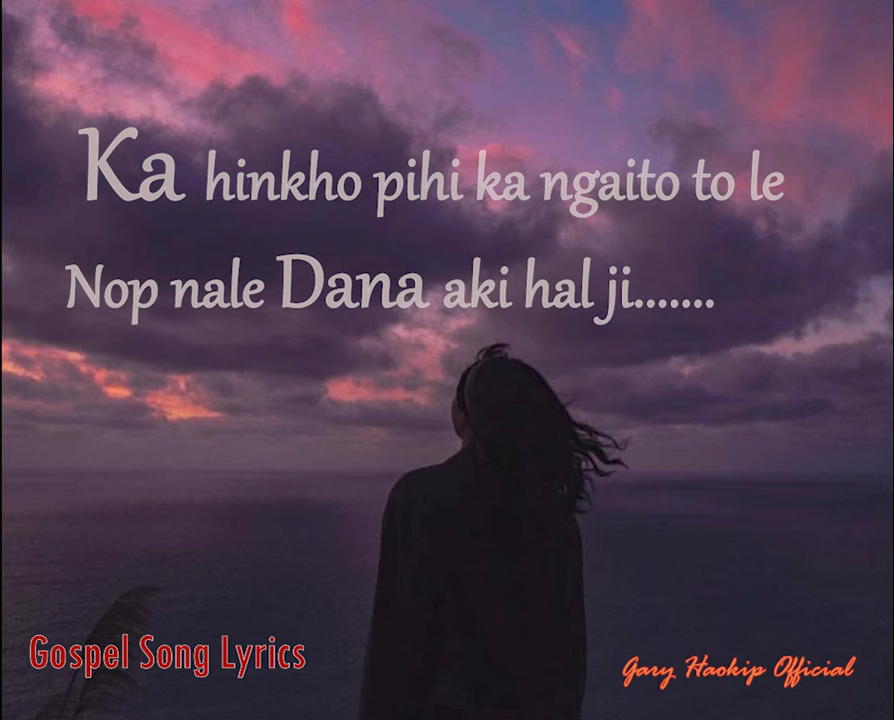 Ka hinkho pihi ka ngaito to le
Nop nale Dana aki hal ji.......
Gospel Song Lyrics
Gary Haokip Official